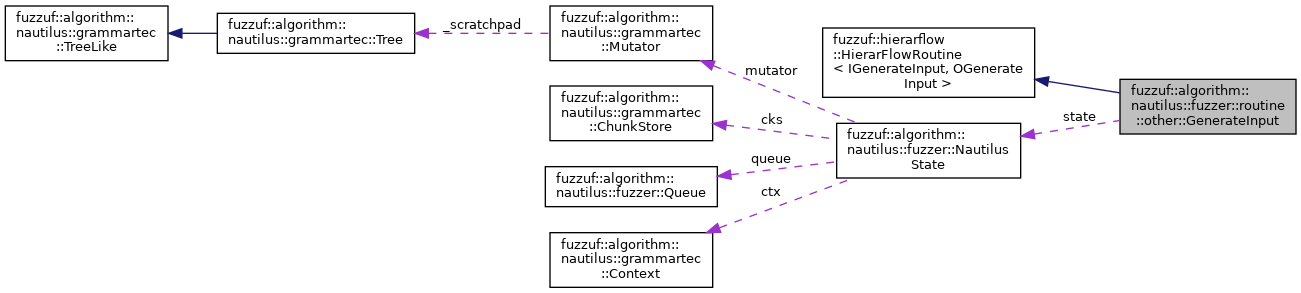 fuzzuf::algorithm::
nautilus::grammartec
::TreeLike
fuzzuf::algorithm::
nautilus::grammartec::Tree
_scratchpad
fuzzuf::algorithm::
nautilus::grammartec
::Mutator
mutator
fuzzuf::algorithm::
nautilus::grammartec
::ChunkStore
cks
fuzzuf::algorithm::
nautilus::fuzzer::Queue
queue
fuzzuf::algorithm::
nautilus::grammartec
::Context
ctx
fuzzuf::hierarflow
::HierarFlowRoutine
< IGenerateInput, OGenerate
Input >
fuzzuf::algorithm::
nautilus::fuzzer::Nautilus
State
state
fuzzuf::algorithm::
nautilus::fuzzer::routine
::other::GenerateInput